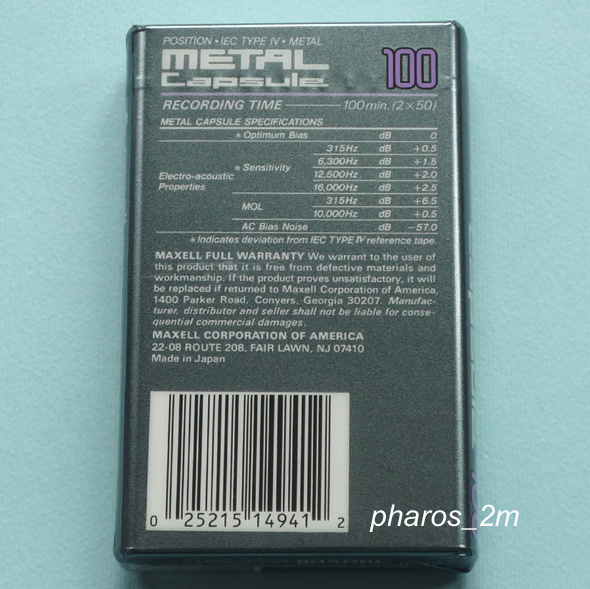 POSITION • IEC TYPE IV • METAL
METAL
Capsule
100
RECORDING TIME 100 min. (2×50)
METAL CAPSULE SPECIFICATIONS
* Optimum Bias dB 0
Electro-acoustic Properties
* Sensitivity
315Hz dB +0.5
6,300Hz dB +1.5
12,500Hz dB +2.0
16,000Hz dB +2.5
MOL
315Hz dB +6.5
10,000Hz dB +0.5
AC Bias Noise dB −57.0
* Indicates deviation from IEC TYPE IV reference tape.
MAXELL FULL WARRANTY We warrant to the user of
this product that it is free from defective materials and
workmanship. If the product proves unsatisfactory, it will
be replaced if returned to Maxell Corporation of America,
1400 Parker Road, Conyers, Georgia 30207. Manufac-
turer, distributor and seller shall not be liable for conse-
quential commercial damages.
MAXELL CORPORATION OF AMERICA
22-08 ROUTE 208, FAIR LAWN, NJ 07410
Made in Japan
0 25215 14941 2
pharos_2m